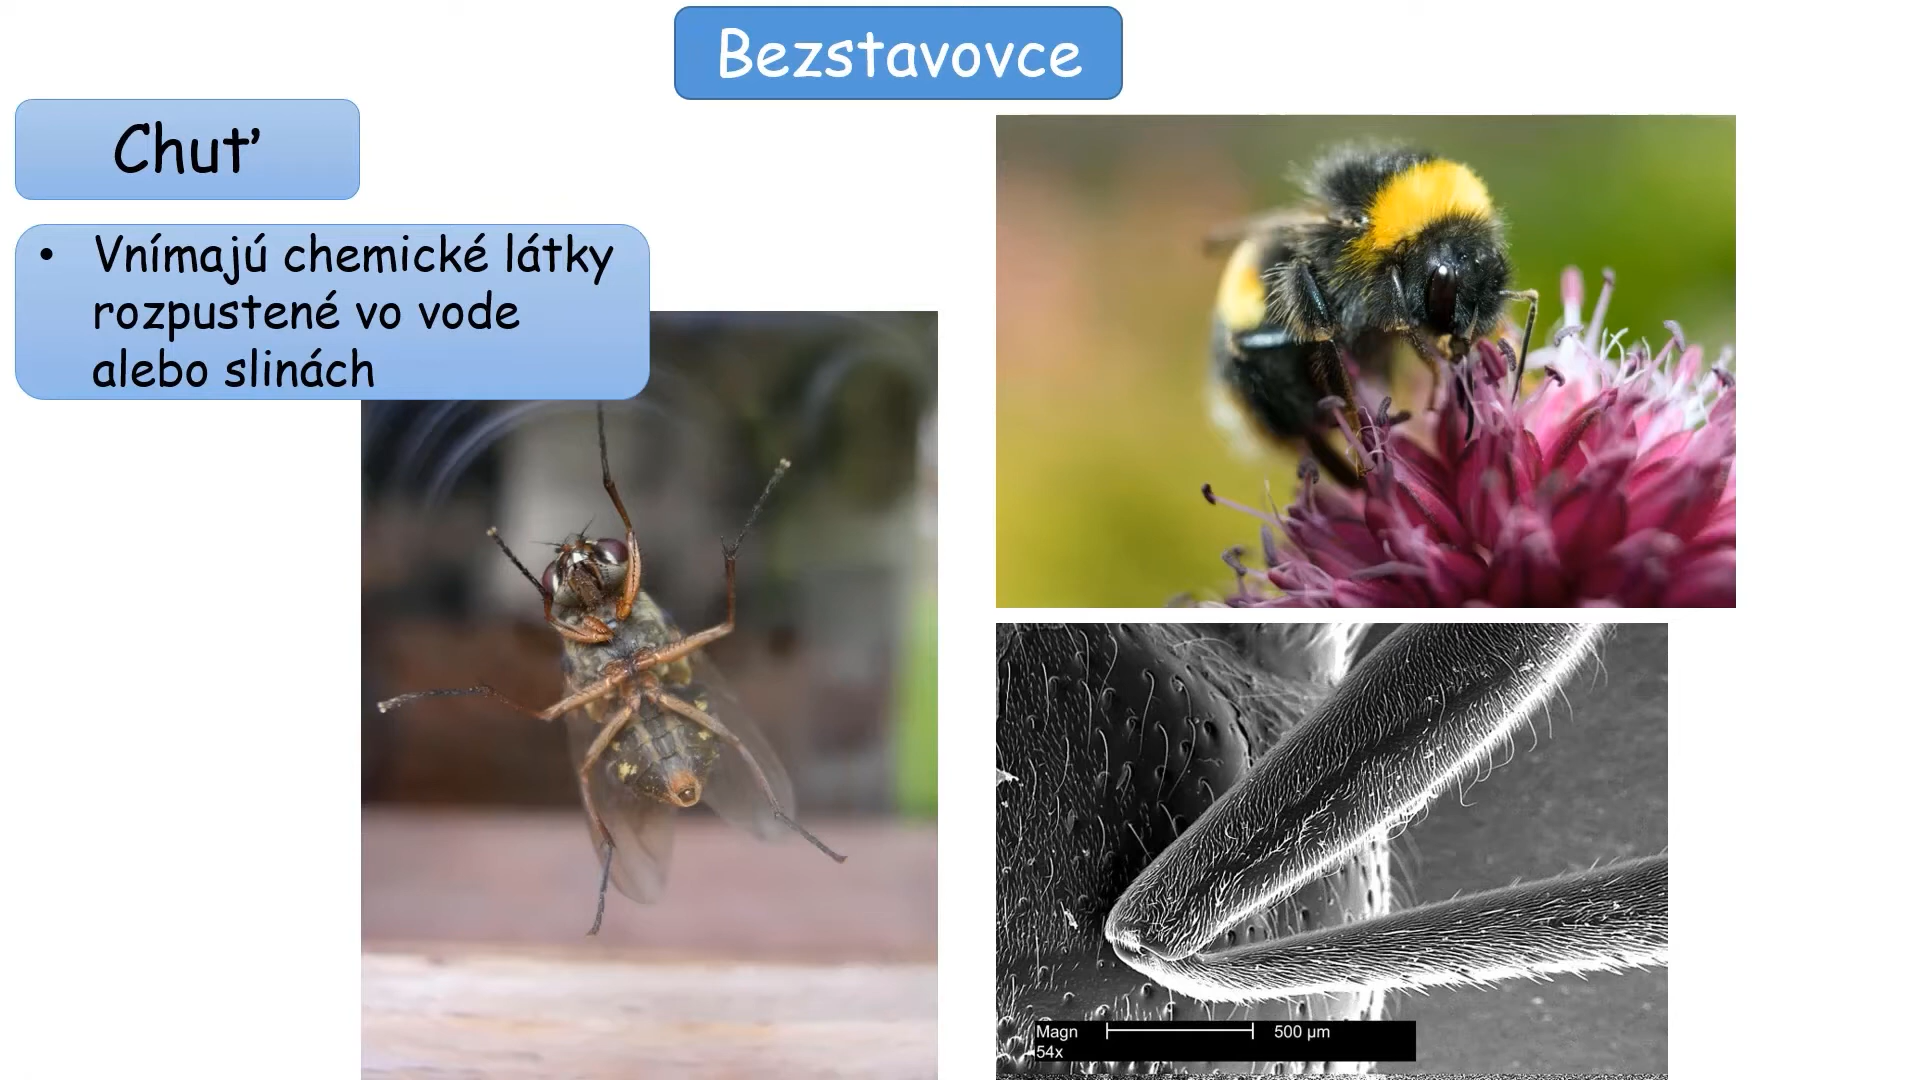 Bezstavovce
Chuť
• Vnímajú chemické látky
rozpustené vo vode
alebo slinách
Magn
54x
500 µm